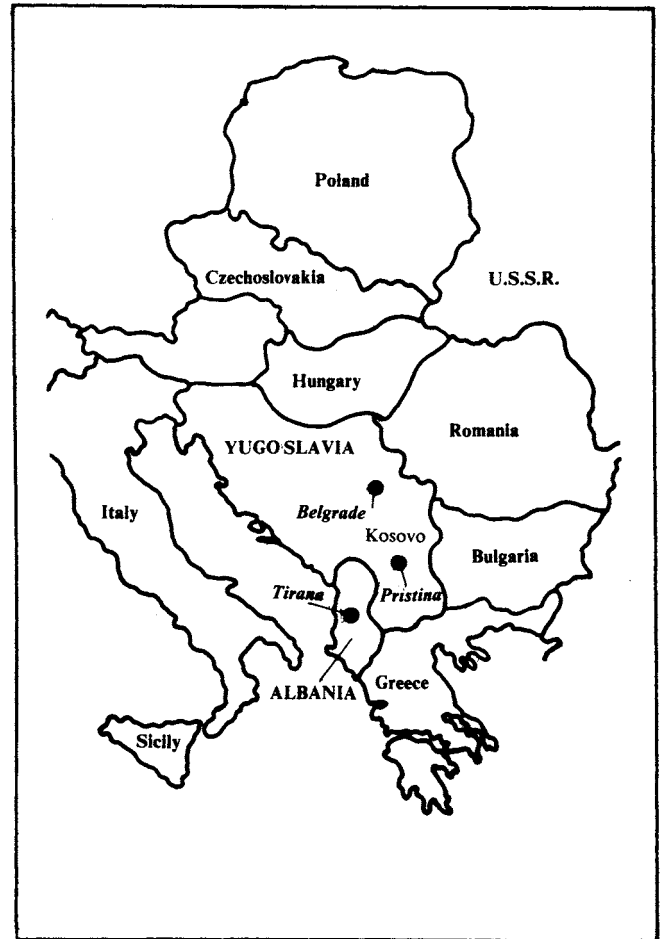 Poland
Czechoslovakia
U.S.S.R.
Hungary
Romania
YUGOSLAVIA
Italy
Belgrade
Kosovo
Bulgaria
Tirana
Pristina
ALBANIA
Greece
Sicily